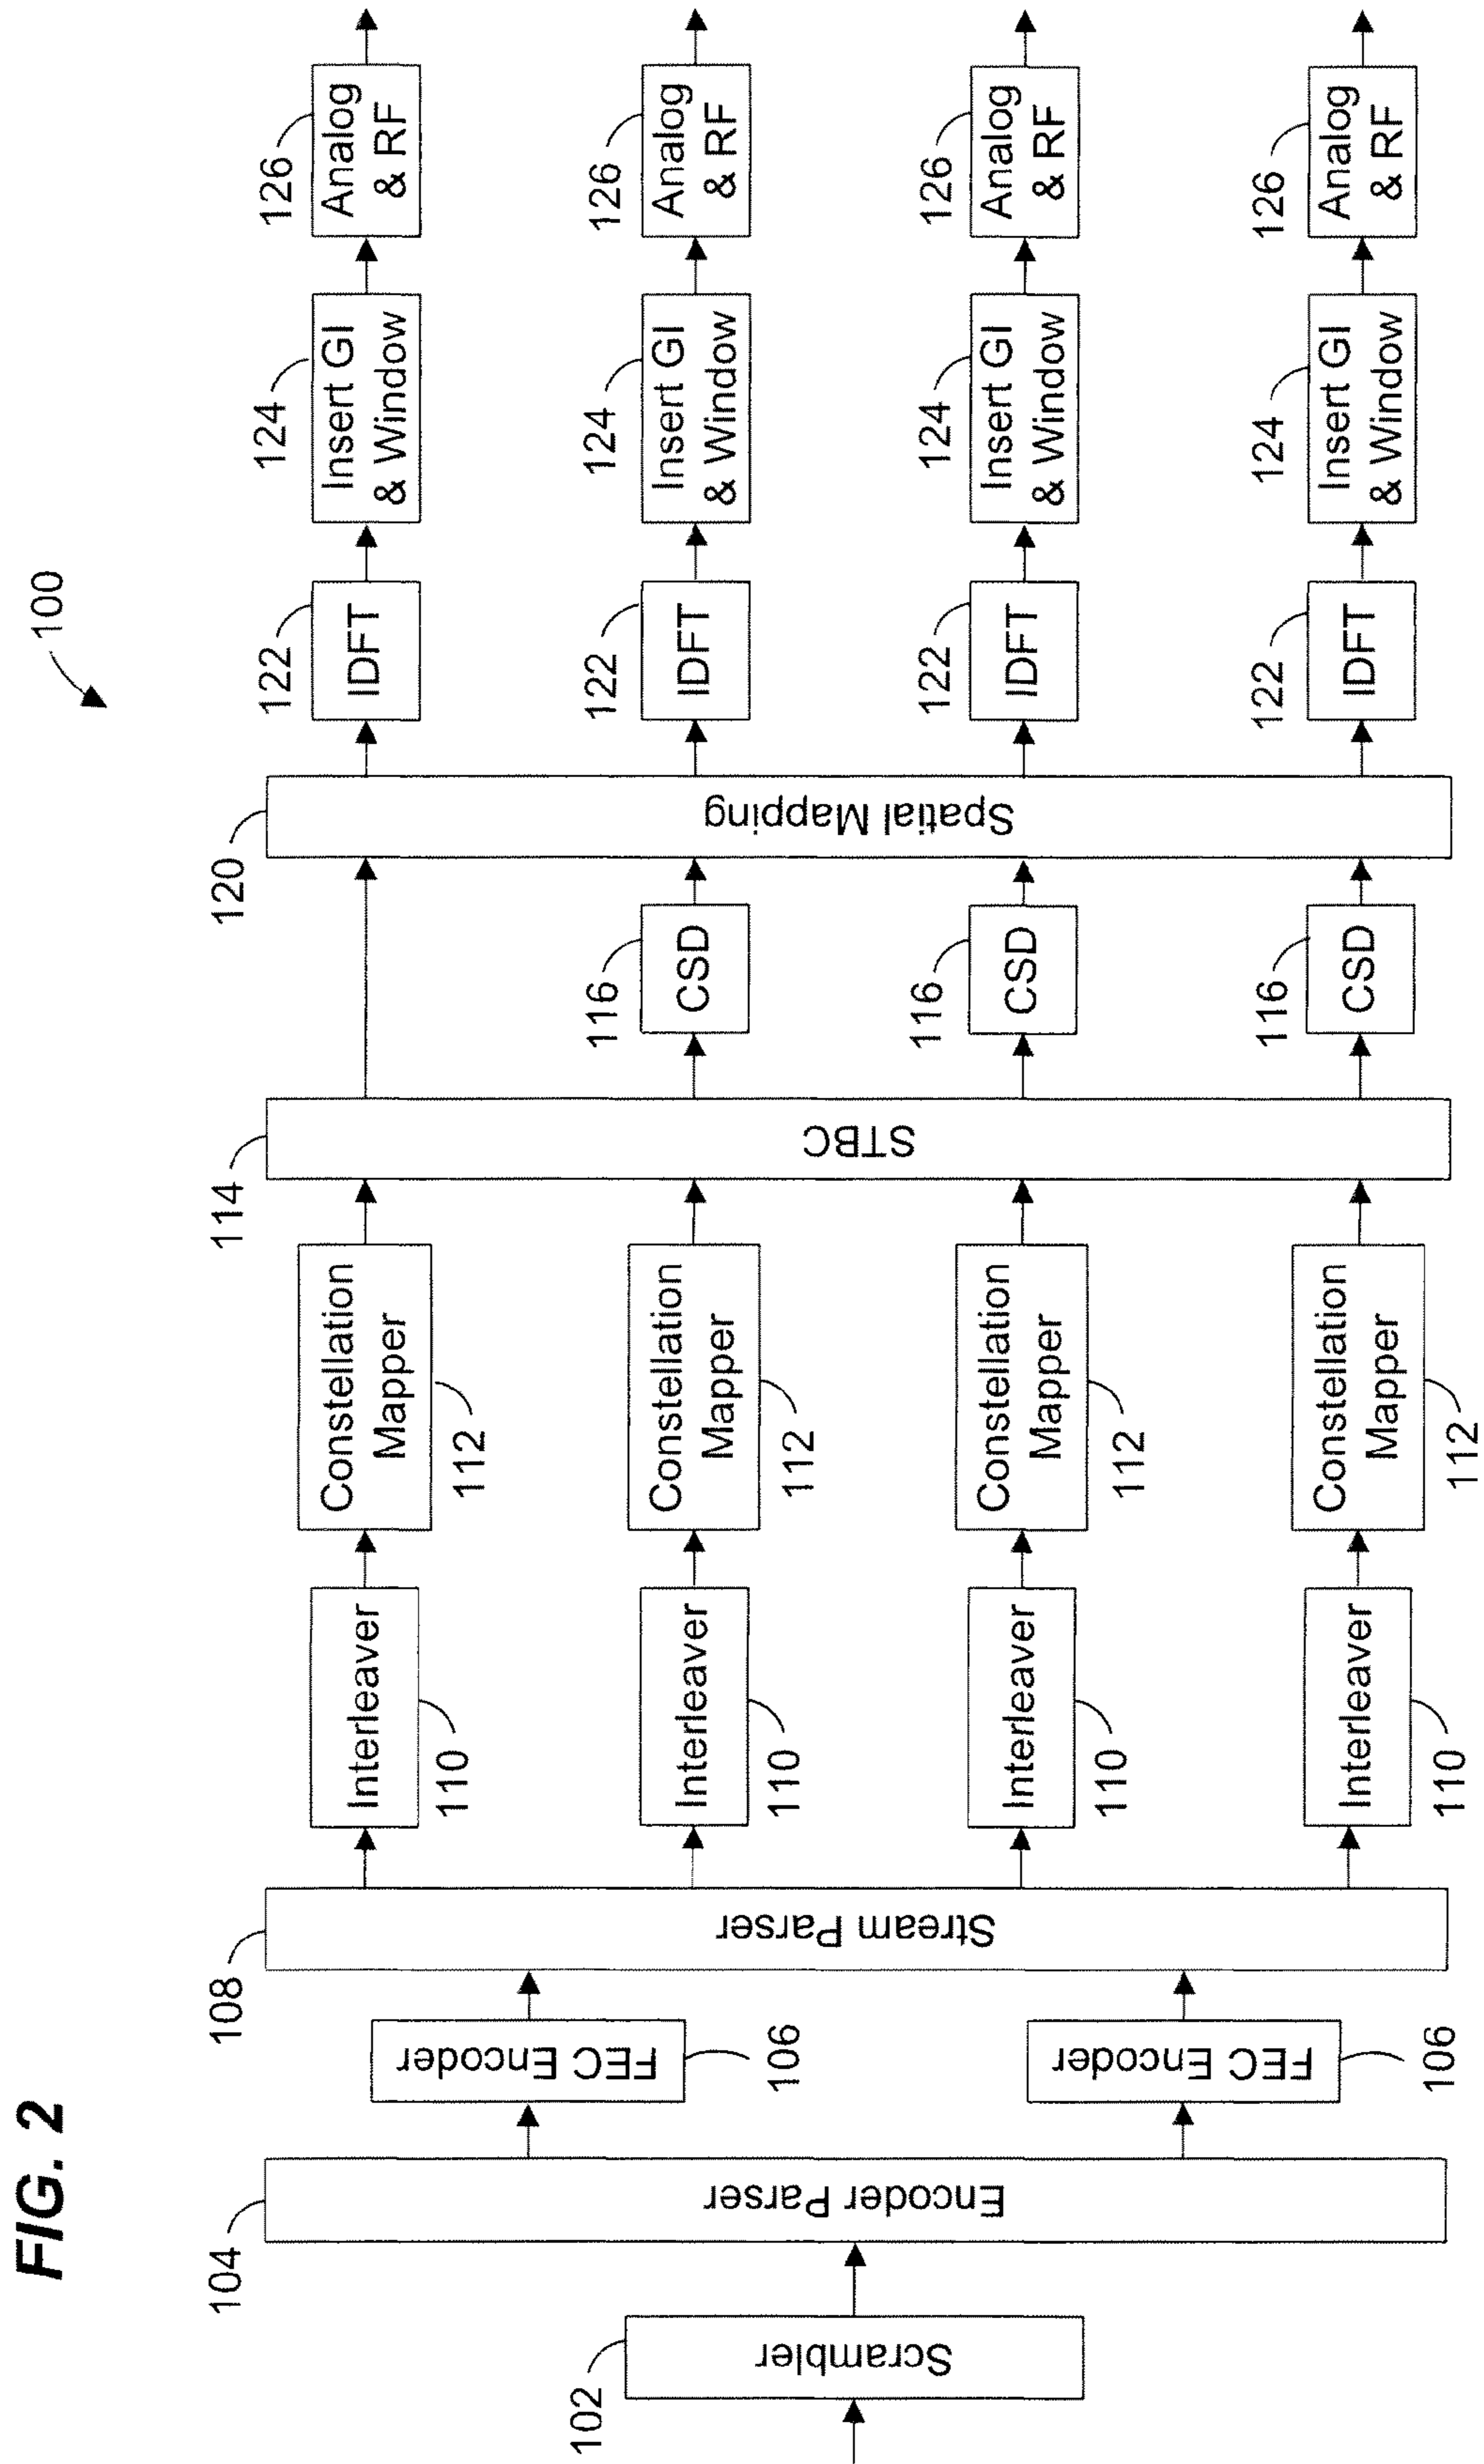 FIG. 2
100
102
Scrambler
104
Encoder Parser
FEC Encoder
106
FEC Encoder
106
108
Stream Parser
Interleaver
110
Interleaver
110
Interleaver
110
Interleaver
110
Constellation
Mapper
112
Constellation
Mapper
112
Constellation
Mapper
112
Constellation
Mapper
112
114
STBC
116
CSD
116
CSD
116
CSD
120
Spatial Mapping
122
IDFT
122
IDFT
122
IDFT
122
IDFT
124
Insert GI
& Window
124
Insert GI
& Window
124
Insert GI
& Window
124
Insert GI
& Window
126
Analog
& RF
126
Analog
& RF
126
Analog
& RF
126
Analog
& RF